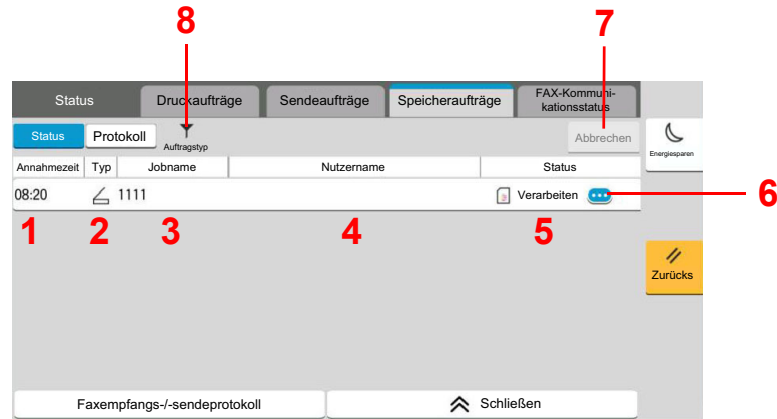 8
7
Status
Druckaufträge
Sendeaufträge
Speicheraufträge
FAX-Kommuni-
kationsstatus
Status
Protokoll
Auftragstyp
Abbrechen
Energiesparen
Annahmezeit
Typ
Jobname
Nutzername
Status
08:20
1111
Verarbeiten
6
1
2
3
4
5
Zurücks
Faxempfangs-/-sendeprotokoll
Schließen